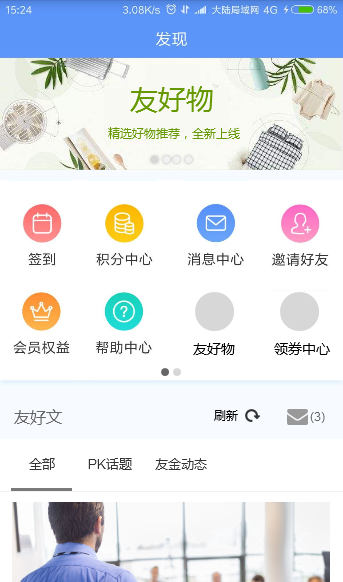 15:24 3.08K/s 大陆局域网 4G 68%
发现
友好物
精选好物推荐，全新上线
签到 积分中心 消息中心 邀请好友
会员权益 帮助中心 友好物 领券中心
友好文 刷新 (3)
全部 PK话题 友金动态